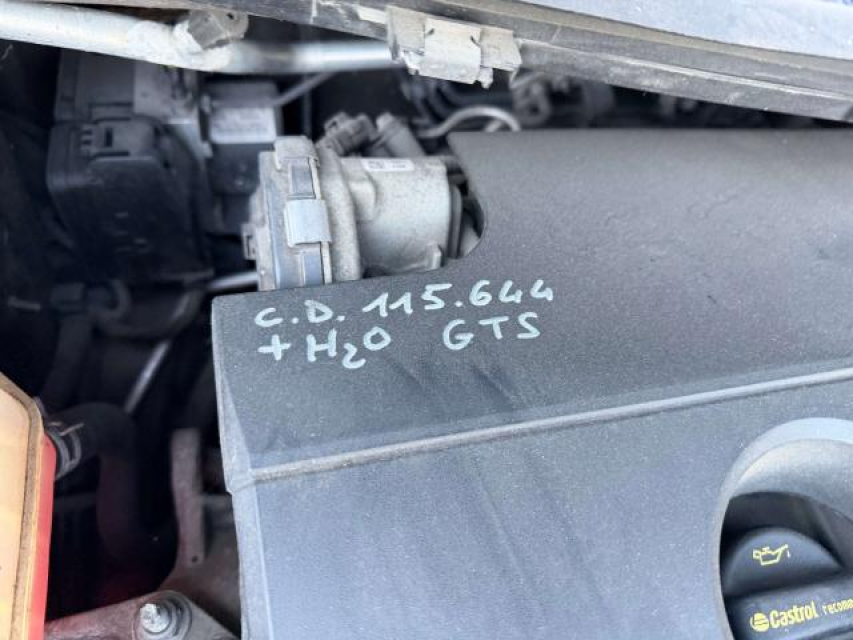 C.D. 115.644
+ H₂O GTS
Castrol